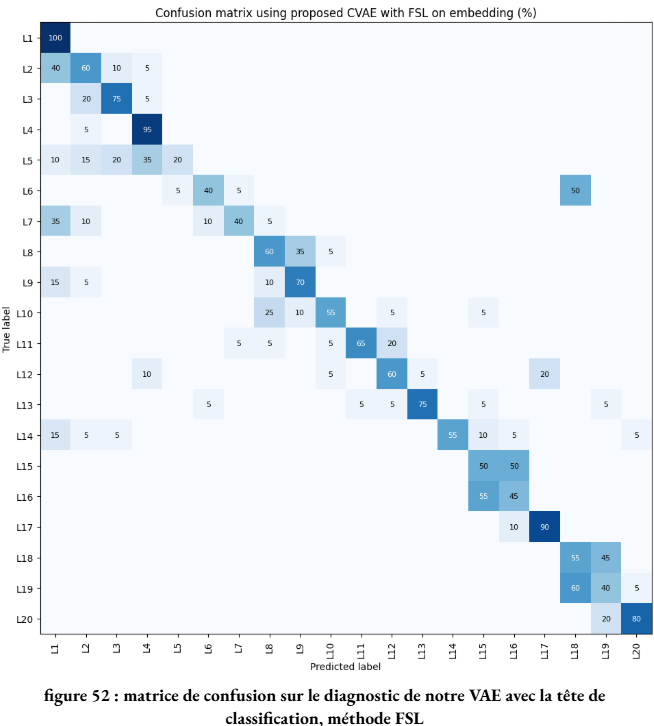 Confusion matrix using proposed CVAE with FSL on embedding (%)
L1 100
L2 40 60 10 5
L3 20 75 5
L4 5 95
L5 10 15 20 35 20
L6 5 40 5 50
L7 35 10 10 40 5
L8 60 35 5
L9 15 5 10 70
L10 25 10 55 5 5
L11 5 5 5 65 20
L12 10 5 60 5 20
L13 5 5 5 75 5 5
L14 15 5 5 55 10 5 5
L15 50 50
L16 55 45
L17 10 90
L18 55 45
L19 60 40 5
L20 20 80
True label
L1 L2 L3 L4 L5 L6 L7 L8 L9 L10 L11 L12 L13 L14 L15 L16 L17 L18 L19 L20
Predicted label
figure 52 : matrice de confusion sur le diagnostic de notre VAE avec la tête de
classification, méthode FSL